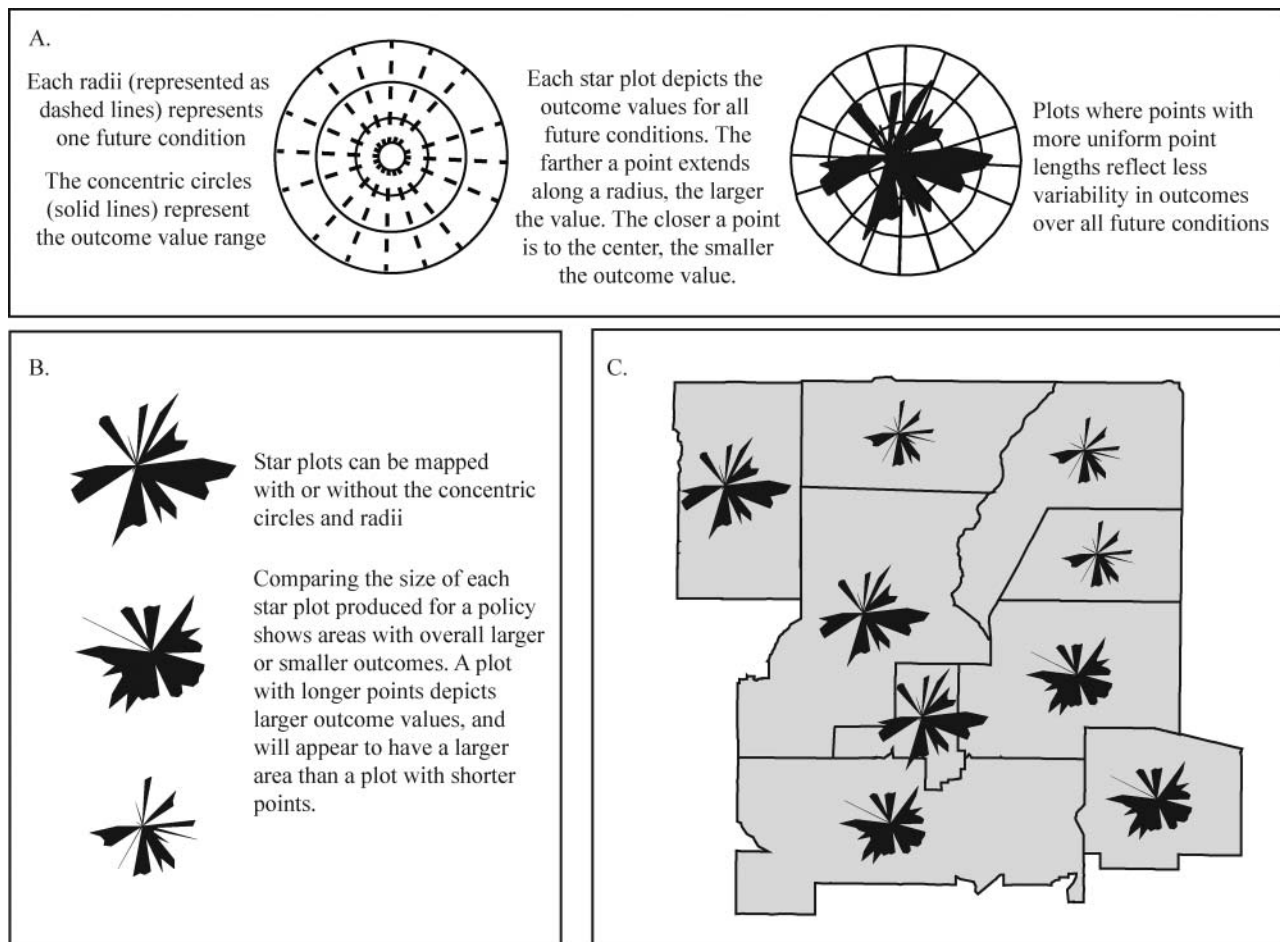 A.
Each radii (represented as
dashed lines) represents
one future condition
The concentric circles
(solid lines) represent
the outcome value range
Each star plot depicts the
outcome values for all
future conditions. The
farther a point extends
along a radius, the larger
the value. The closer a point
is to the center, the smaller
the outcome value.
Plots where points with
more uniform point
lengths reflect less
variability in outcomes
over all future conditions
B.
Star plots can be mapped
with or without the concentric
circles and radii
Comparing the size of each
star plot produced for a policy
shows areas with overall larger
or smaller outcomes. A plot
with longer points depicts
larger outcome values, and
will appear to have a larger
area than a plot with shorter
points.
C.